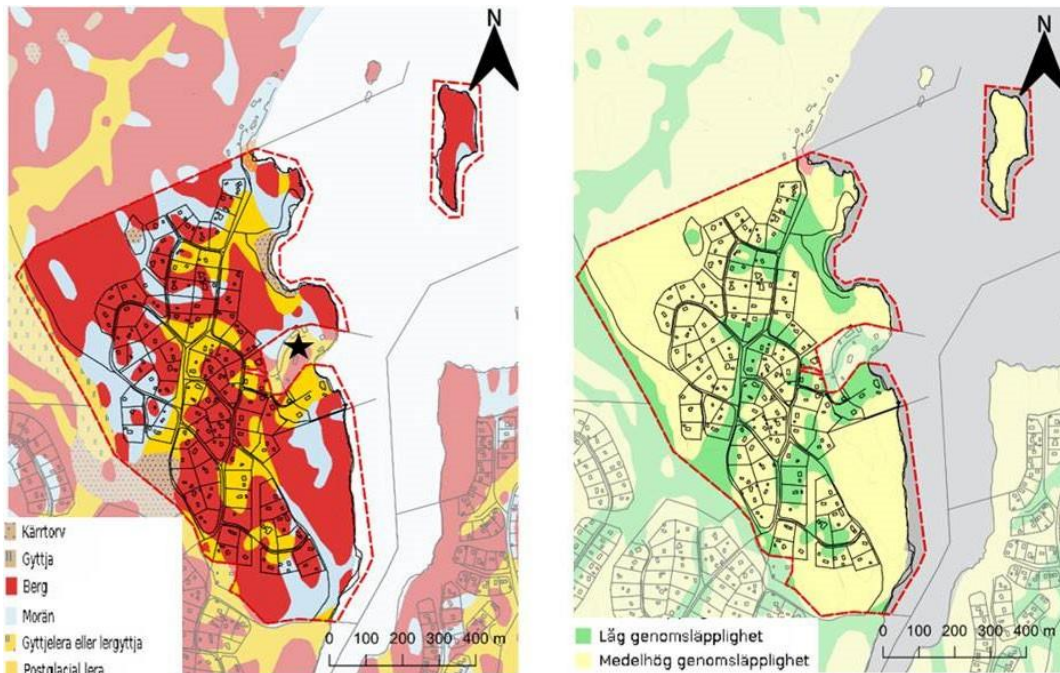 N
Kärrtorv
Gyttja
Berg
Morän
Gyttjelera eller lergyttja
Postglacial lera
0 100 200 300 400 m
N
Låg genomsläpplighet
Medelhög genomsläpplighet
0 100 200 300 400 m